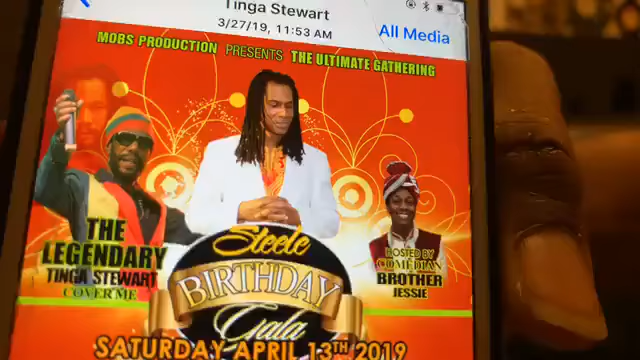 Tinga Stewart
3/27/19, 11:53 AM
All Media
MOBS PRODUCTION PRESENTS THE ULTIMATE GATHERING
THE
LEGENDARY
TINGA STEWART
COVER ME
HOSTED BY
COMEDIAN
BROTHER
JESSIE
Steele
BIRTHDAY
Gala
SATURDAY APRIL 13TH 2019